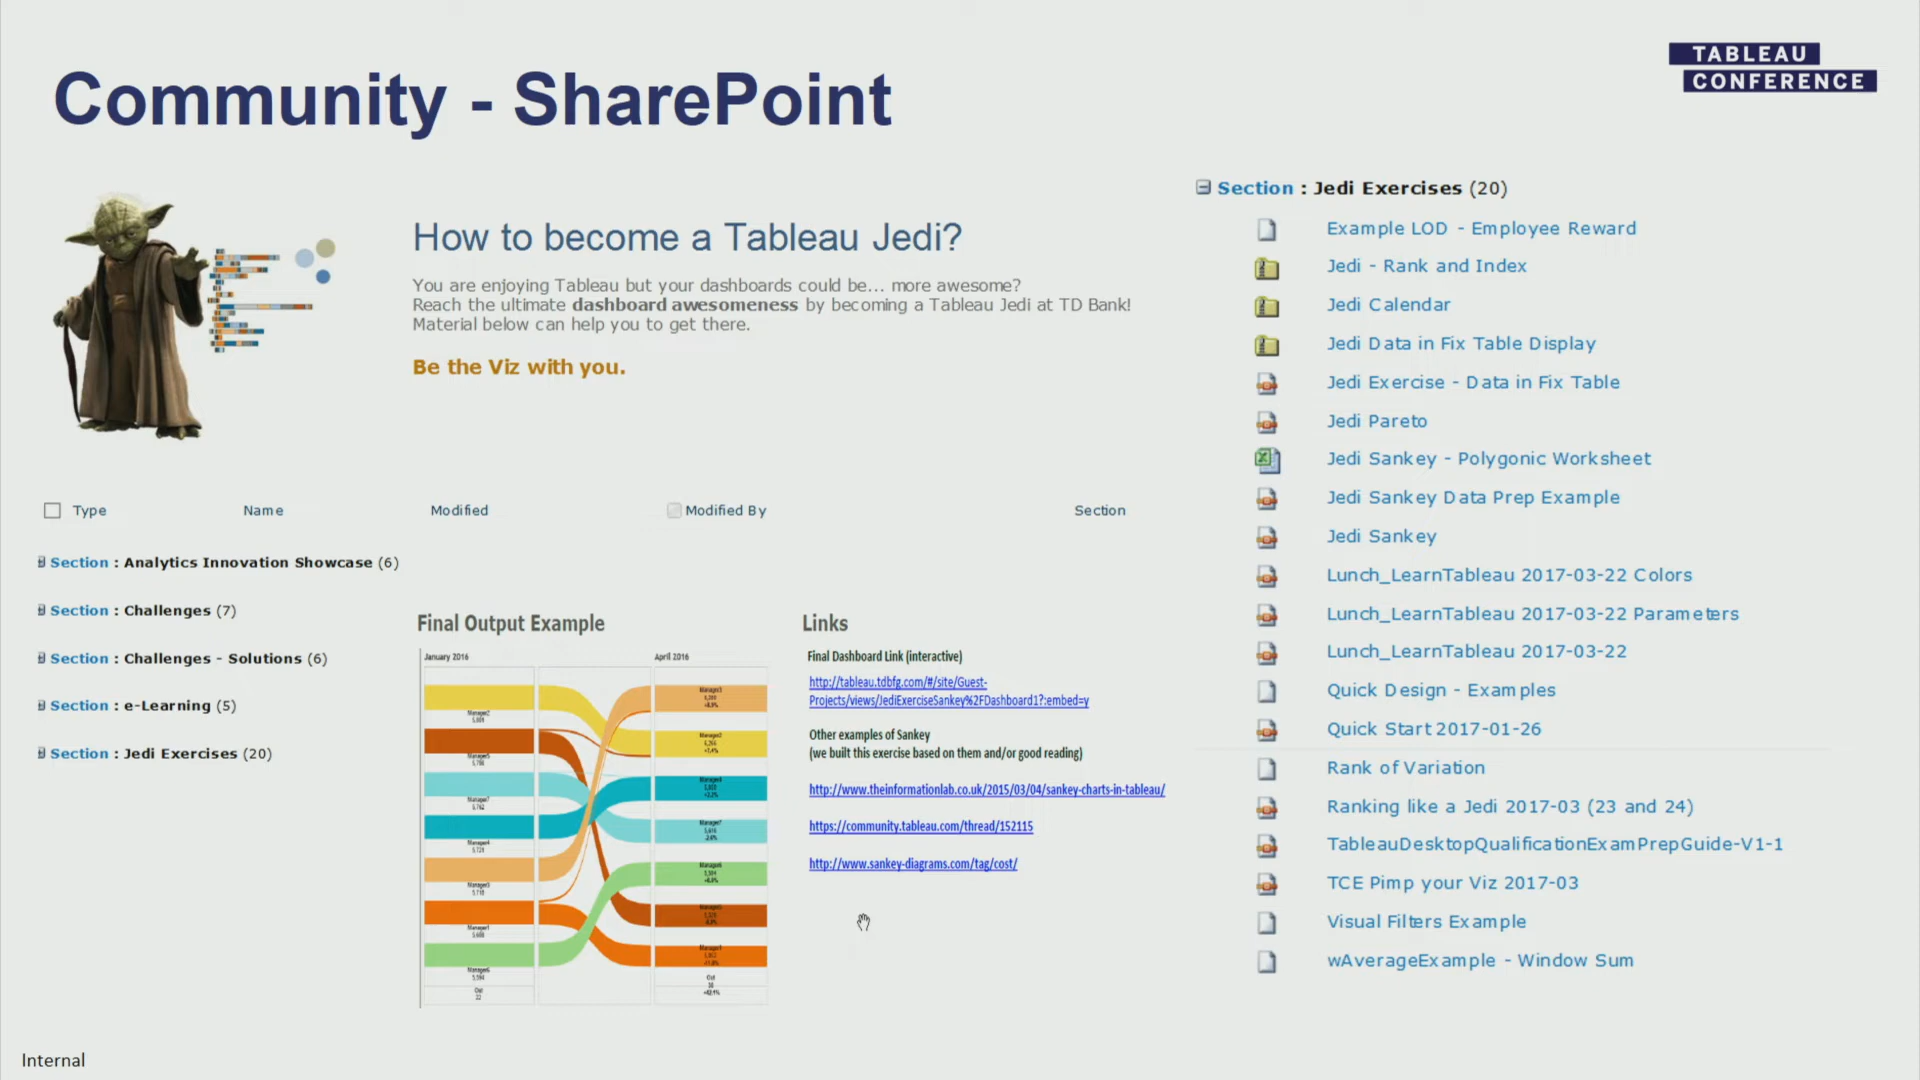 Community - SharePoint
TABLEAU
CONFERENCE
How to become a Tableau Jedi?
You are enjoying Tableau but your dashboards could be... more awesome?
Reach the ultimate dashboard awesomeness by becoming a Tableau Jedi at TD Bank!
Material below can help you to get there.
Be the Viz with you.
Type Name Modified Modified By Section
Section : Analytics Innovation Showcase (6)
Section : Challenges (7)
Section : Challenges - Solutions (6)
Section : e-Learning (5)
Section : Jedi Exercises (20)
Final Output Example
January 2016 April 2016
Links
Final Dashboard Link (interactive)
http://tableau.tdbfg.com/#/site/Guest-
Projects/views/JediExerciseSankey%2FDashboard1?:embed=y
Other examples of Sankey
(we built this exercise based on them and/or good reading)
http://www.theinformationlab.co.uk/2015/03/04/sankey-charts-in-tableau/
https://community.tableau.com/thread/152115
http://www.sankey-diagrams.com/tag/cost/
Section : Jedi Exercises (20)
Example LOD - Employee Reward
Jedi - Rank and Index
Jedi Calendar
Jedi Data in Fix Table Display
Jedi Exercise - Data in Fix Table
Jedi Pareto
Jedi Sankey - Polygonic Worksheet
Jedi Sankey Data Prep Example
Jedi Sankey
Lunch_LearnTableau 2017-03-22 Colors
Lunch_LearnTableau 2017-03-22 Parameters
Lunch_LearnTableau 2017-03-22
Quick Design - Examples
Quick Start 2017-01-26
Rank of Variation
Ranking like a Jedi 2017-03 (23 and 24)
TableauDesktopQualificationExamPrepGuide-V1-1
TCE Pimp your Viz 2017-03
Visual Filters Example
wAverageExample - Window Sum
Internal